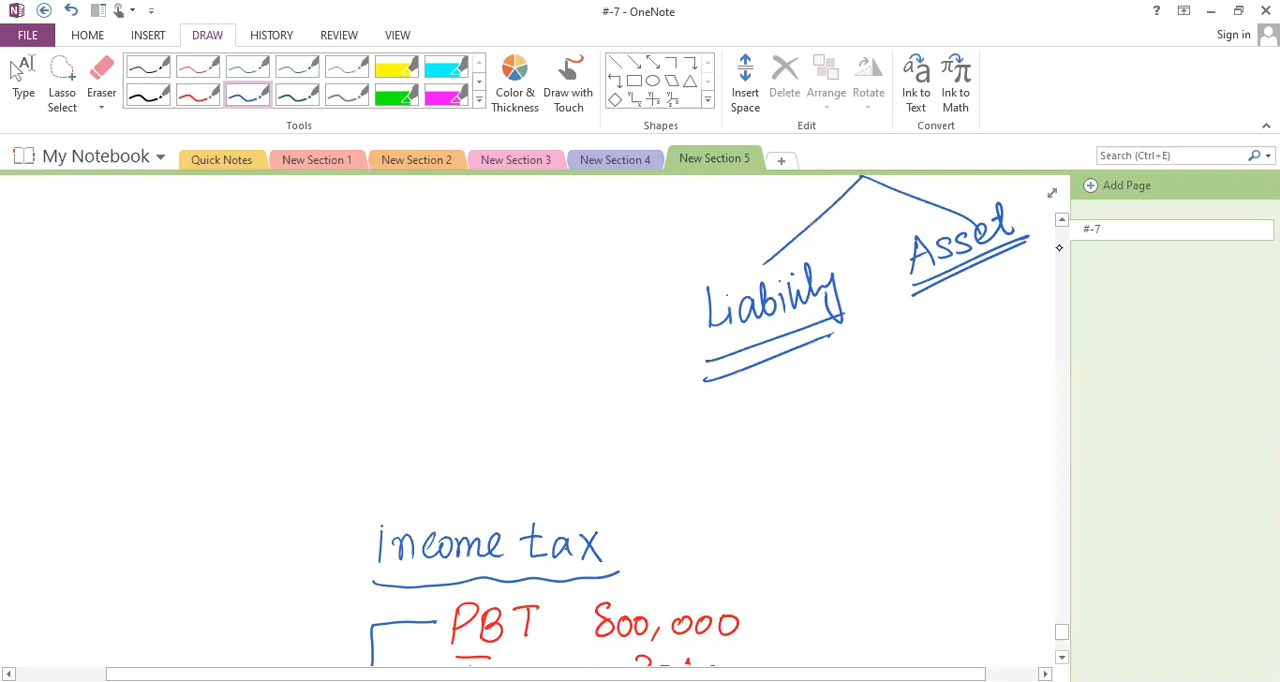 #-7 - OneNote
?
FILE HOME INSERT DRAW HISTORY REVIEW VIEW
Sign in
Type
Lasso Select
Eraser
Color & Thickness
Draw with Touch
Insert Space
Delete
Arrange
Rotate
Ink to Text
Ink to Math
Tools
Shapes
Edit
Convert
My Notebook Quick Notes New Section 1 New Section 2 New Section 3 New Section 4 New Section 5
Search (Ctrl+E)
Add Page
#-7
Asset
Liability
income tax
PBT 800,000